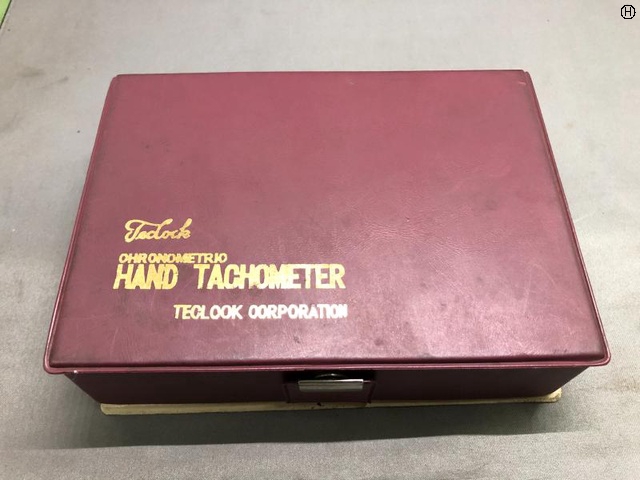 Teclock
CHRONOMETRIC
HAND TACHOMETER
TECLOCK CORPORATION
H